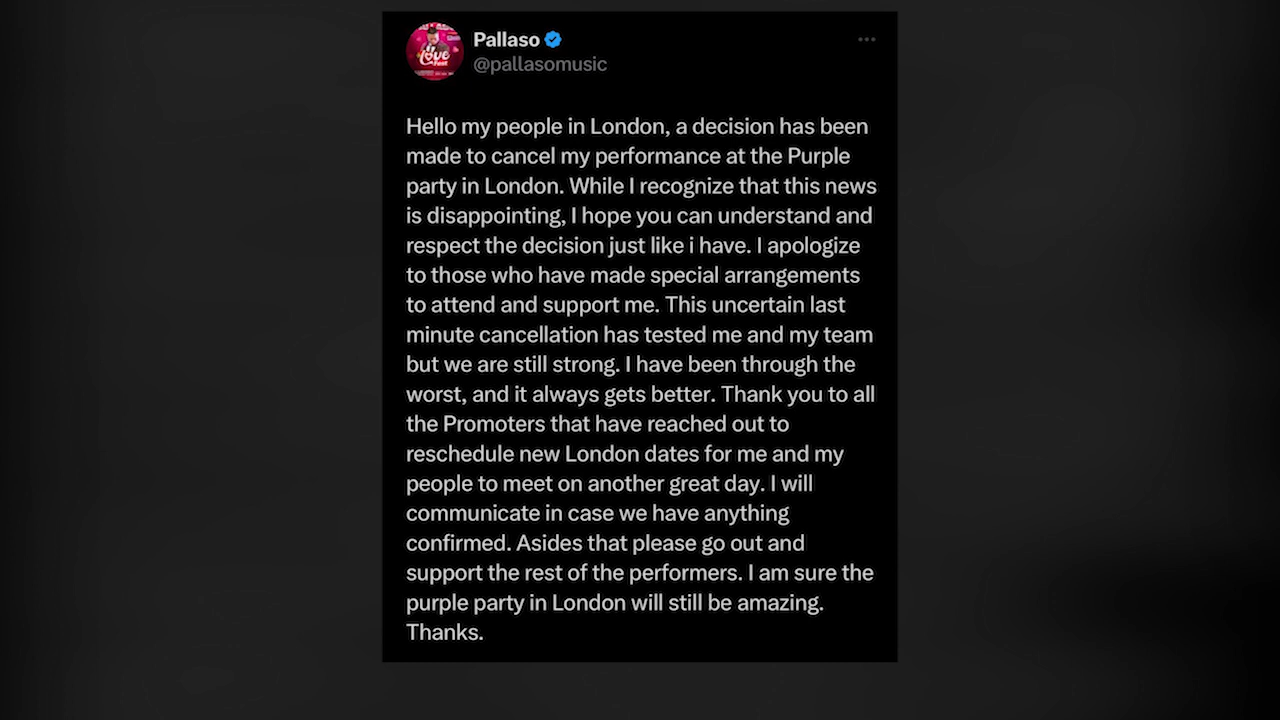 Pallaso
@pallasomusic
Hello my people in London, a decision has been
made to cancel my performance at the Purple
party in London. While I recognize that this news
is disappointing, I hope you can understand and
respect the decision just like i have. I apologize
to those who have made special arrangements
to attend and support me. This uncertain last
minute cancellation has tested me and my team
but we are still strong. I have been through the
worst, and it always gets better. Thank you to all
the Promoters that have reached out to
reschedule new London dates for me and my
people to meet on another great day. I will
communicate in case we have anything
confirmed. Asides that please go out and
support the rest of the performers. I am sure the
purple party in London will still be amazing.
Thanks.